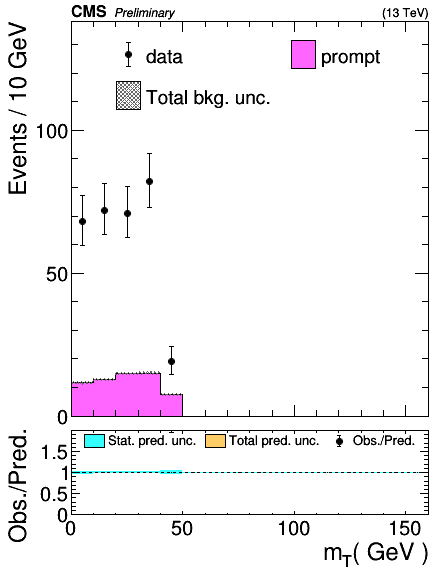 CMS Preliminary (13 TeV)
Events / 10 GeV
data prompt
Total bkg. unc.
100
50
0
Obs./Pred.
Stat. pred. unc. Total pred. unc. Obs./Pred.
1.5
1
0.5
0
0 50 100 150
m_T( GeV )